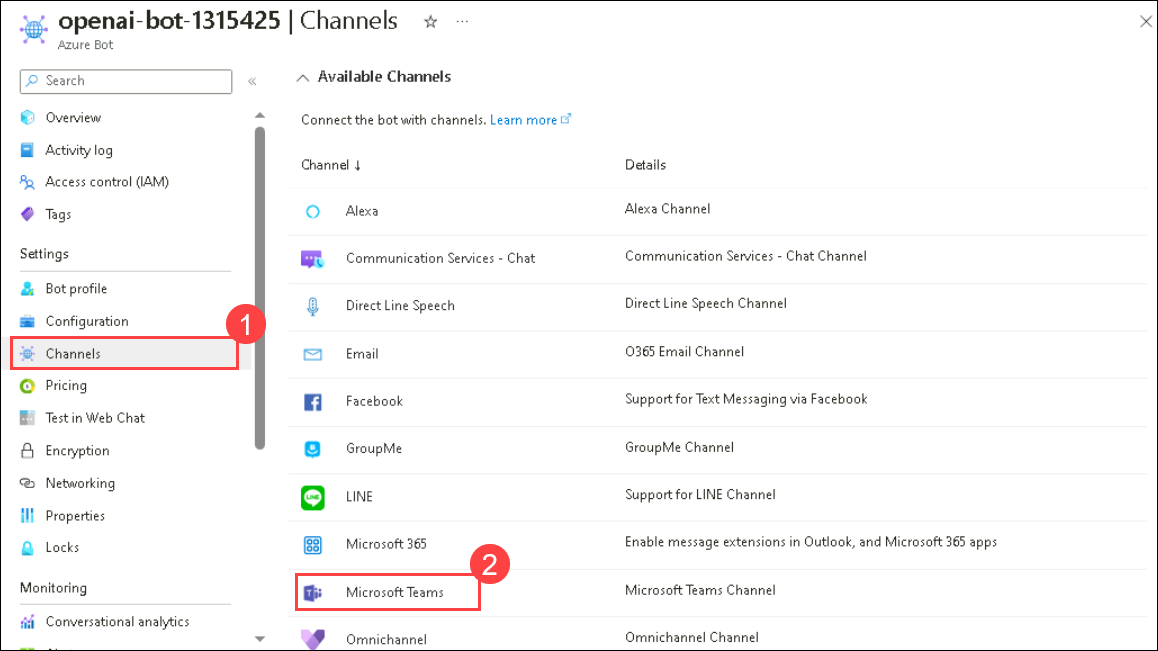 openai-bot-1315425 | Channels
Azure Bot
Search
Overview
Activity log
Access control (IAM)
Tags
Settings
Bot profile
Configuration
1
Channels
Pricing
Test in Web Chat
Encryption
Networking
Properties
Locks
Monitoring
Conversational analytics
Available Channels
Connect the bot with channels. Learn more
Channel ↓ Details
Alexa Alexa Channel
Communication Services - Chat Communication Services - Chat Channel
Direct Line Speech Direct Line Speech Channel
Email O365 Email Channel
Facebook Support for Text Messaging via Facebook
GroupMe GroupMe Channel
LINE LINE Support for LINE Channel
Microsoft 365 Enable message extensions in Outlook, and Microsoft 365 apps
2
Microsoft Teams Microsoft Teams Channel
Omnichannel Omnichannel Channel